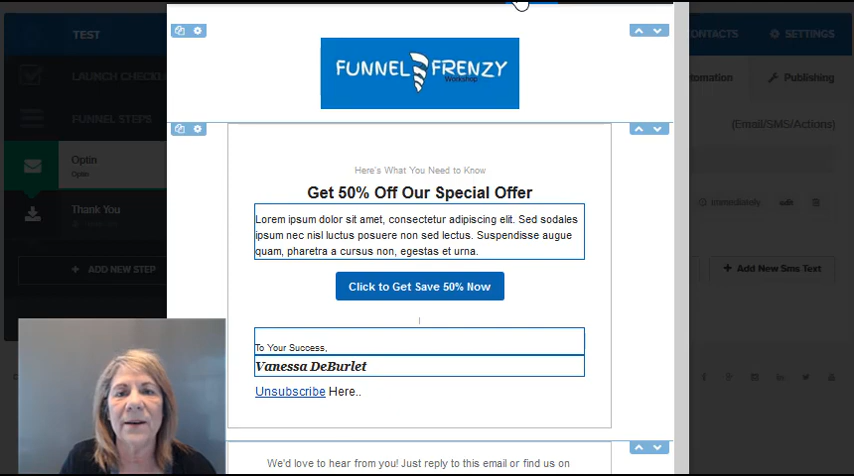 TEST
CONTACTS
SETTINGS
LAUNCH CHECKL
Automation
Publishing
FUNNEL FRENZY
Workshop
FUNNEL STEPS
(Email/SMS/Actions)
Optin
Optin
Here's What You Need to Know
Get 50% Off Our Special Offer
Thank You
Immediately
edit
Lorem ipsum dolor sit amet, consectetur adipiscing elit. Sed sodales
ipsum nec nisl luctus posuere non sed lectus. Suspendisse augue
quam, pharetra a cursus non, egestas et urna.
+ ADD NEW STEP
+ Add New Sms Text
Click to Get Save 50% Now
To Your Success,
Vanessa DeBurlet
Unsubscribe Here..
We'd love to hear from you! Just reply to this email or find us on